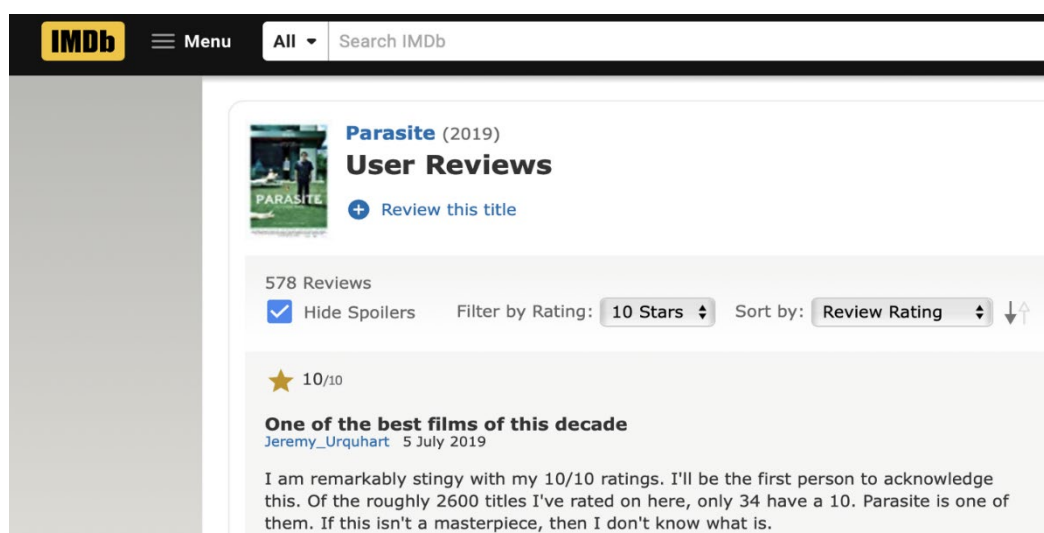 IMDb Menu All Search IMDb
Parasite (2019)
User Reviews
PARASITE
Review this title
578 Reviews
Hide Spoilers Filter by Rating: 10 Stars Sort by: Review Rating
10/10
One of the best films of this decade
Jeremy_Urquhart 5 July 2019
I am remarkably stingy with my 10/10 ratings. I'll be the first person to acknowledge
this. Of the roughly 2600 titles I've rated on here, only 34 have a 10. Parasite is one of
them. If this isn't a masterpiece, then I don't know what is.